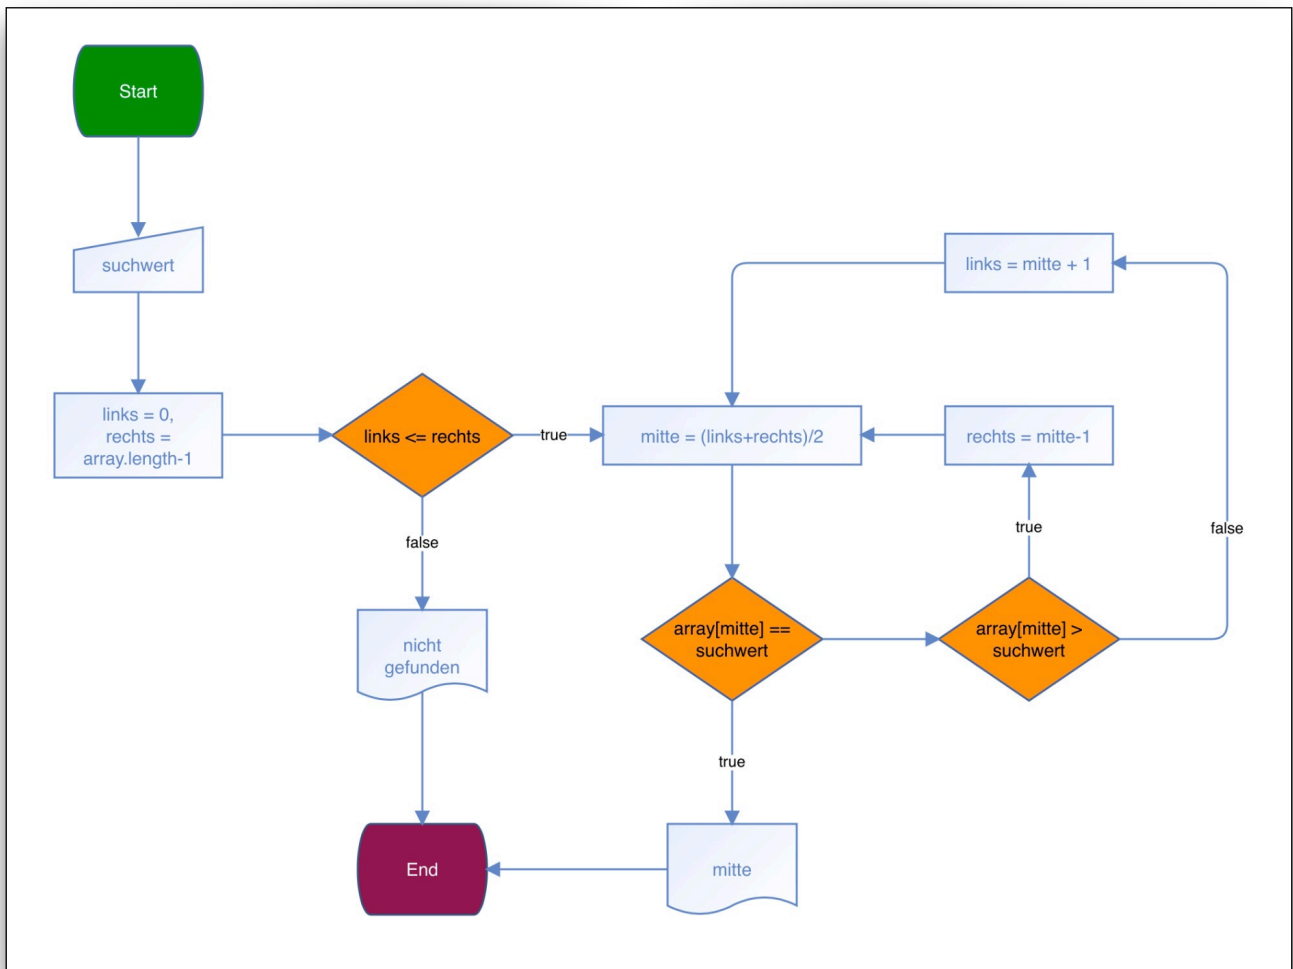 Start
suchwert
links = 0,
rechts =
array.length-1
links <= rechts
true
false
nicht
gefunden
End
mitte = (links+rechts)/2
links = mitte + 1
rechts = mitte-1
true
false
array[mitte] ==
suchwert
array[mitte] >
suchwert
true
mitte